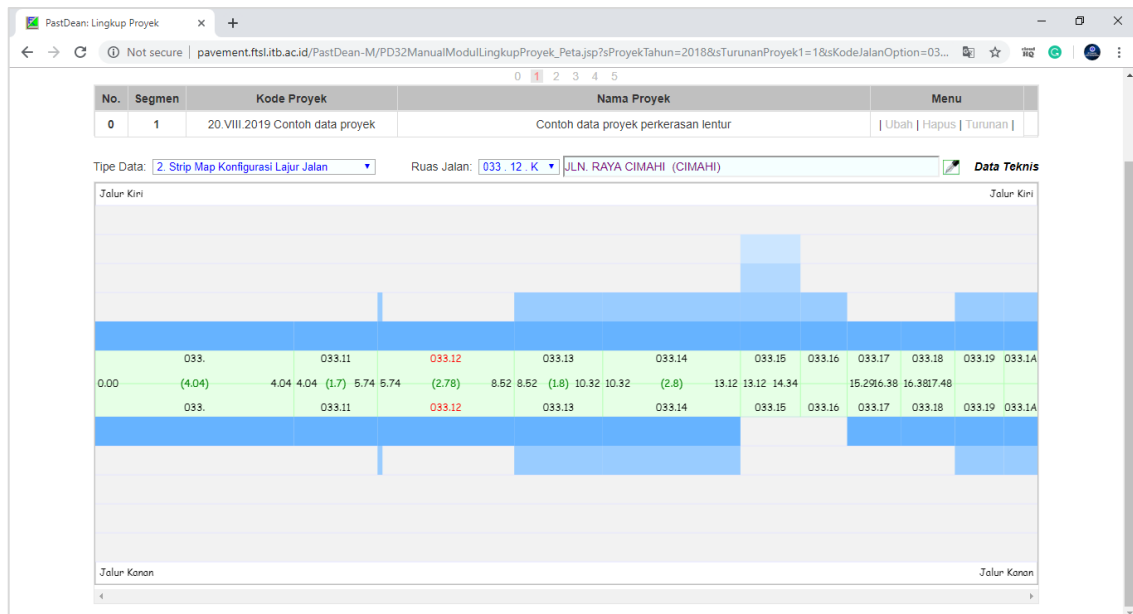 PastDean: Lingkup Proyek
Not secure | pavement.ftsl.itb.ac.id/PastDean-M/PD32ManualModulLingkupProyek_Peta.jsp?sProyekTahun=2018&sTurunanProyek1=1&sKodeJalanOption=03...
0 1 2 3 4 5
No. Segmen Kode Proyek Nama Proyek Menu
0 1 20.VIII.2019 Contoh data proyek Contoh data proyek perkerasan lentur | Ubah | Hapus | Turunan |
Tipe Data: 2. Strip Map Konfigurasi Lajur Jalan Ruas Jalan: 033 . 12 . K JLN. RAYA CIMAHI (CIMAHI) Data Teknis
Jalur Kiri Jalur Kiri
033. 033.11 033.12 033.13 033.14 033.15 033.16 033.17 033.18 033.19 033.1A
0.00 (4.04) 4.04 4.04 (1.7) 5.74 5.74 (2.78) 8.52 8.52 (1.8) 10.32 10.32 (2.8) 13.12 13.12 14.34 15.2916.38 16.3817.48
033. 033.11 033.12 033.13 033.14 033.15 033.16 033.17 033.18 033.19 033.1A
Jalur Kanan Jalur Kanan